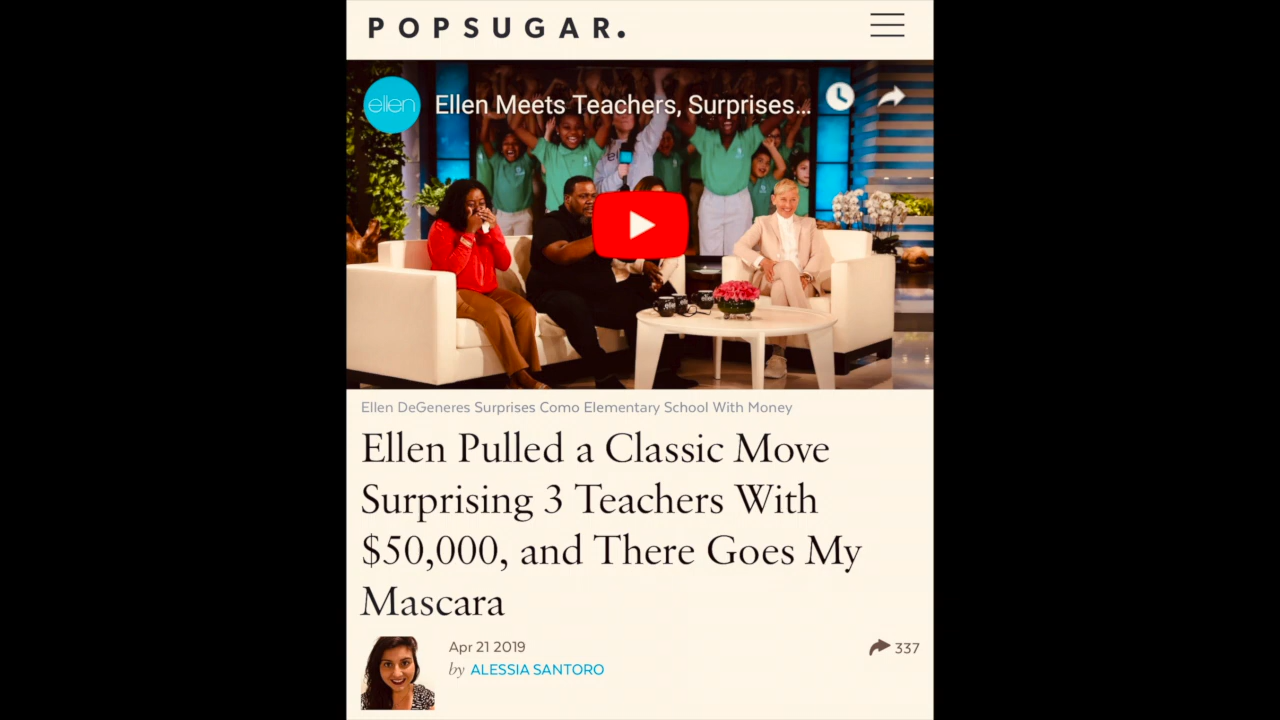 POPSUGAR.
ellen
Ellen Meets Teachers, Surprises...
Ellen DeGeneres Surprises Como Elementary School With Money
Ellen Pulled a Classic Move
Surprising 3 Teachers With
$50,000, and There Goes My
Mascara
Apr 21 2019
by ALESSIA SANTORO
337